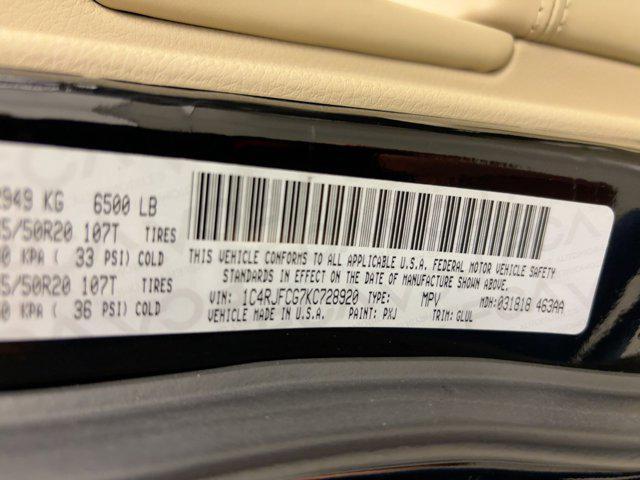 2949 KG 6500 LB
5/50R20 107T TIRES
0 KPA ( 33 PSI) COLD
5/50R20 107T TIRES
0 KPA ( 36 PSI) COLD
THIS VEHICLE CONFORMS TO ALL APPLICABLE U.S.A. FEDERAL MOTOR VEHICLE SAFETY
STANDARDS IN EFFECT ON THE DATE OF MANUFACTURE SHOWN ABOVE.
VIN: 1C4RJFCG7KC728920 TYPE: MPV MDH:031818 463AA
VEHICLE MADE IN U.S.A. PAINT: PXJ TRIM: GLUL